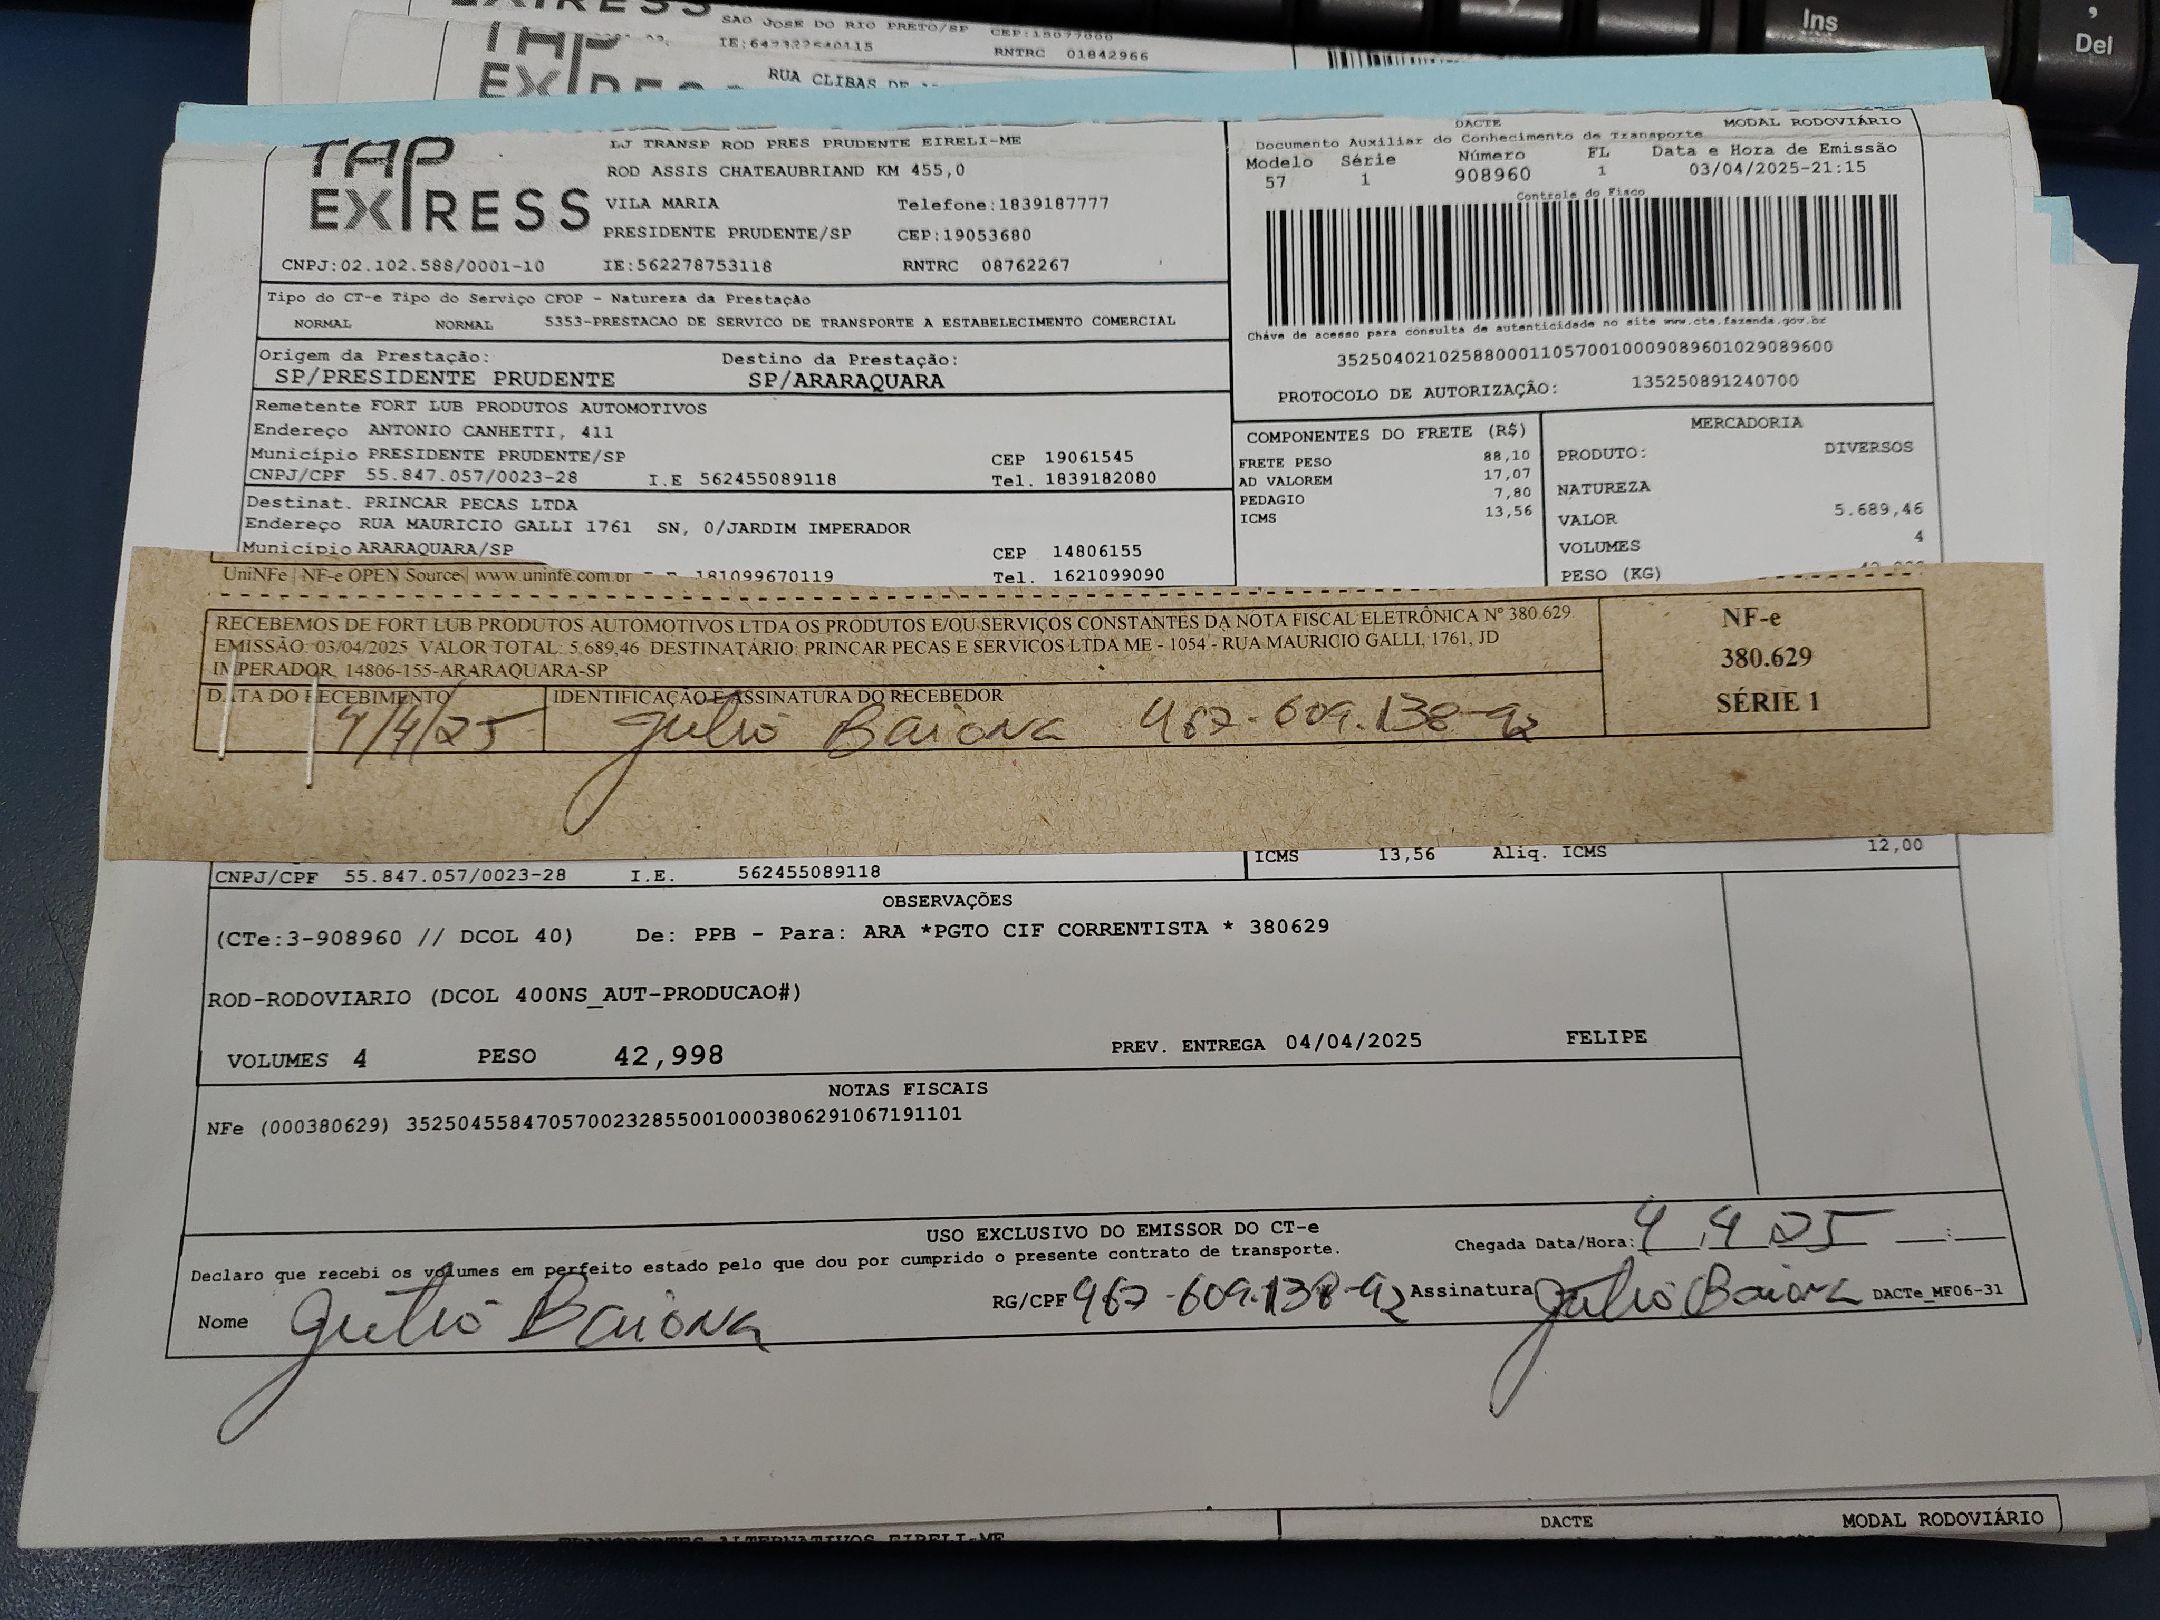 SAO JOSE DO RIO PRETO/SP CEP:15077000
RNTRC 01842966
RUA CLIBAS DE
Ins
Del
TAP EXPRESS
LJ TRANSP ROD PRES PRUDENTE EIRELI-ME
ROD ASSIS CHATEAUBRIAND KM 455,0
VILA MARIA Telefone:1839187777
PRESIDENTE PRUDENTE/SP CEP:19053680
CNPJ:02.102.588/0001-10 IE:562278753118 RNTRC 08762267
DACTE MODAL RODOVIÁRIO
Documento Auxiliar do Conhecimento de Transporte
Modelo Série Número FL Data e Hora de Emissão
57 1 908960 1 03/04/2025-21:15
Controle do Fisco
Chave de acesso para consulta de autenticidade no site www.cte.fazenda.gov.br
35250402102588000110570010009089601029089600
PROTOCOLO DE AUTORIZAÇÃO: 135250891240700
Tipo do CT-e Tipo do Serviço CFOP - Natureza da Prestação
NORMAL NORMAL 5353-PRESTACAO DE SERVICO DE TRANSPORTE A ESTABELECIMENTO COMERCIAL
Origem da Prestação: Destino da Prestação:
SP/PRESIDENTE PRUDENTE SP/ARARAQUARA
Remetente FORT LUB PRODUTOS AUTOMOTIVOS
Endereço ANTONIO CANHETTI, 411
Município PRESIDENTE PRUDENTE/SP CEP 19061545
CNPJ/CPF 55.847.057/0023-28 I.E 562455089118 Tel. 1839182080
Destinat. PRINCAR PECAS LTDA
Endereço RUA MAURICIO GALLI 1761 SN, 0/JARDIM IMPERADOR
Município ARARAQUARA/SP CEP 14806155
181099670119 Tel. 1621099090
COMPONENTES DO FRETE (R$)
FRETE PESO 88,10
AD VALOREM 17,07
PEDAGIO 7,80
ICMS 13,56
MERCADORIA
PRODUTO: DIVERSOS
NATUREZA
VALOR 5.689,46
VOLUMES 4
PESO (KG)
UniNFe | NF-e OPEN Source | www.uninfe.com.br
RECEBEMOS DE FORT LUB PRODUTOS AUTOMOTIVOS LTDA OS PRODUTOS E/OU SERVIÇOS CONSTANTES DA NOTA FISCAL ELETRÔNICA Nº 380.629
EMISSÃO: 03/04/2025 VALOR TOTAL: 5.689,46 DESTINATÁRIO: PRINCAR PECAS E SERVICOS LTDA ME - 1054 - RUA MAURICIO GALLI, 1761, JD
IMPERADOR, 14806-155-ARARAQUARA-SP
DATA DO RECEBIMENTO IDENTIFICAÇÃO E ASSINATURA DO RECEBEDOR
4/4/25 Julio Baiona 467-609.138-92
NF-e
380.629
SÉRIE 1
ICMS 13,56 Aliq. ICMS 12,00
CNPJ/CPF 55.847.057/0023-28 I.E. 562455089118
OBSERVAÇÕES
(CTe:3-908960 // DCOL 40) De: PPB - Para: ARA *PGTO CIF CORRENTISTA * 380629
ROD-RODOVIARIO (DCOL 400NS_AUT-PRODUCAO#)
VOLUMES 4 PESO 42,998 PREV. ENTREGA 04/04/2025 FELIPE
NOTAS FISCAIS
NFe (000380629) 35250455847057002328550010003806291067191101
USO EXCLUSIVO DO EMISSOR DO CT-e
Declaro que recebi os volumes em perfeito estado pelo que dou por cumprido o presente contrato de transporte.
Chegada Data/Hora: 4 4 25 :
Nome Julio Baiona RG/CPF 467-609.138-92 Assinatura Julio Baiona DACTe_MF06-31
TRANSPORTES ALTERNATIVOS EIRELI-ME
DACTE MODAL RODOVIÁRIO